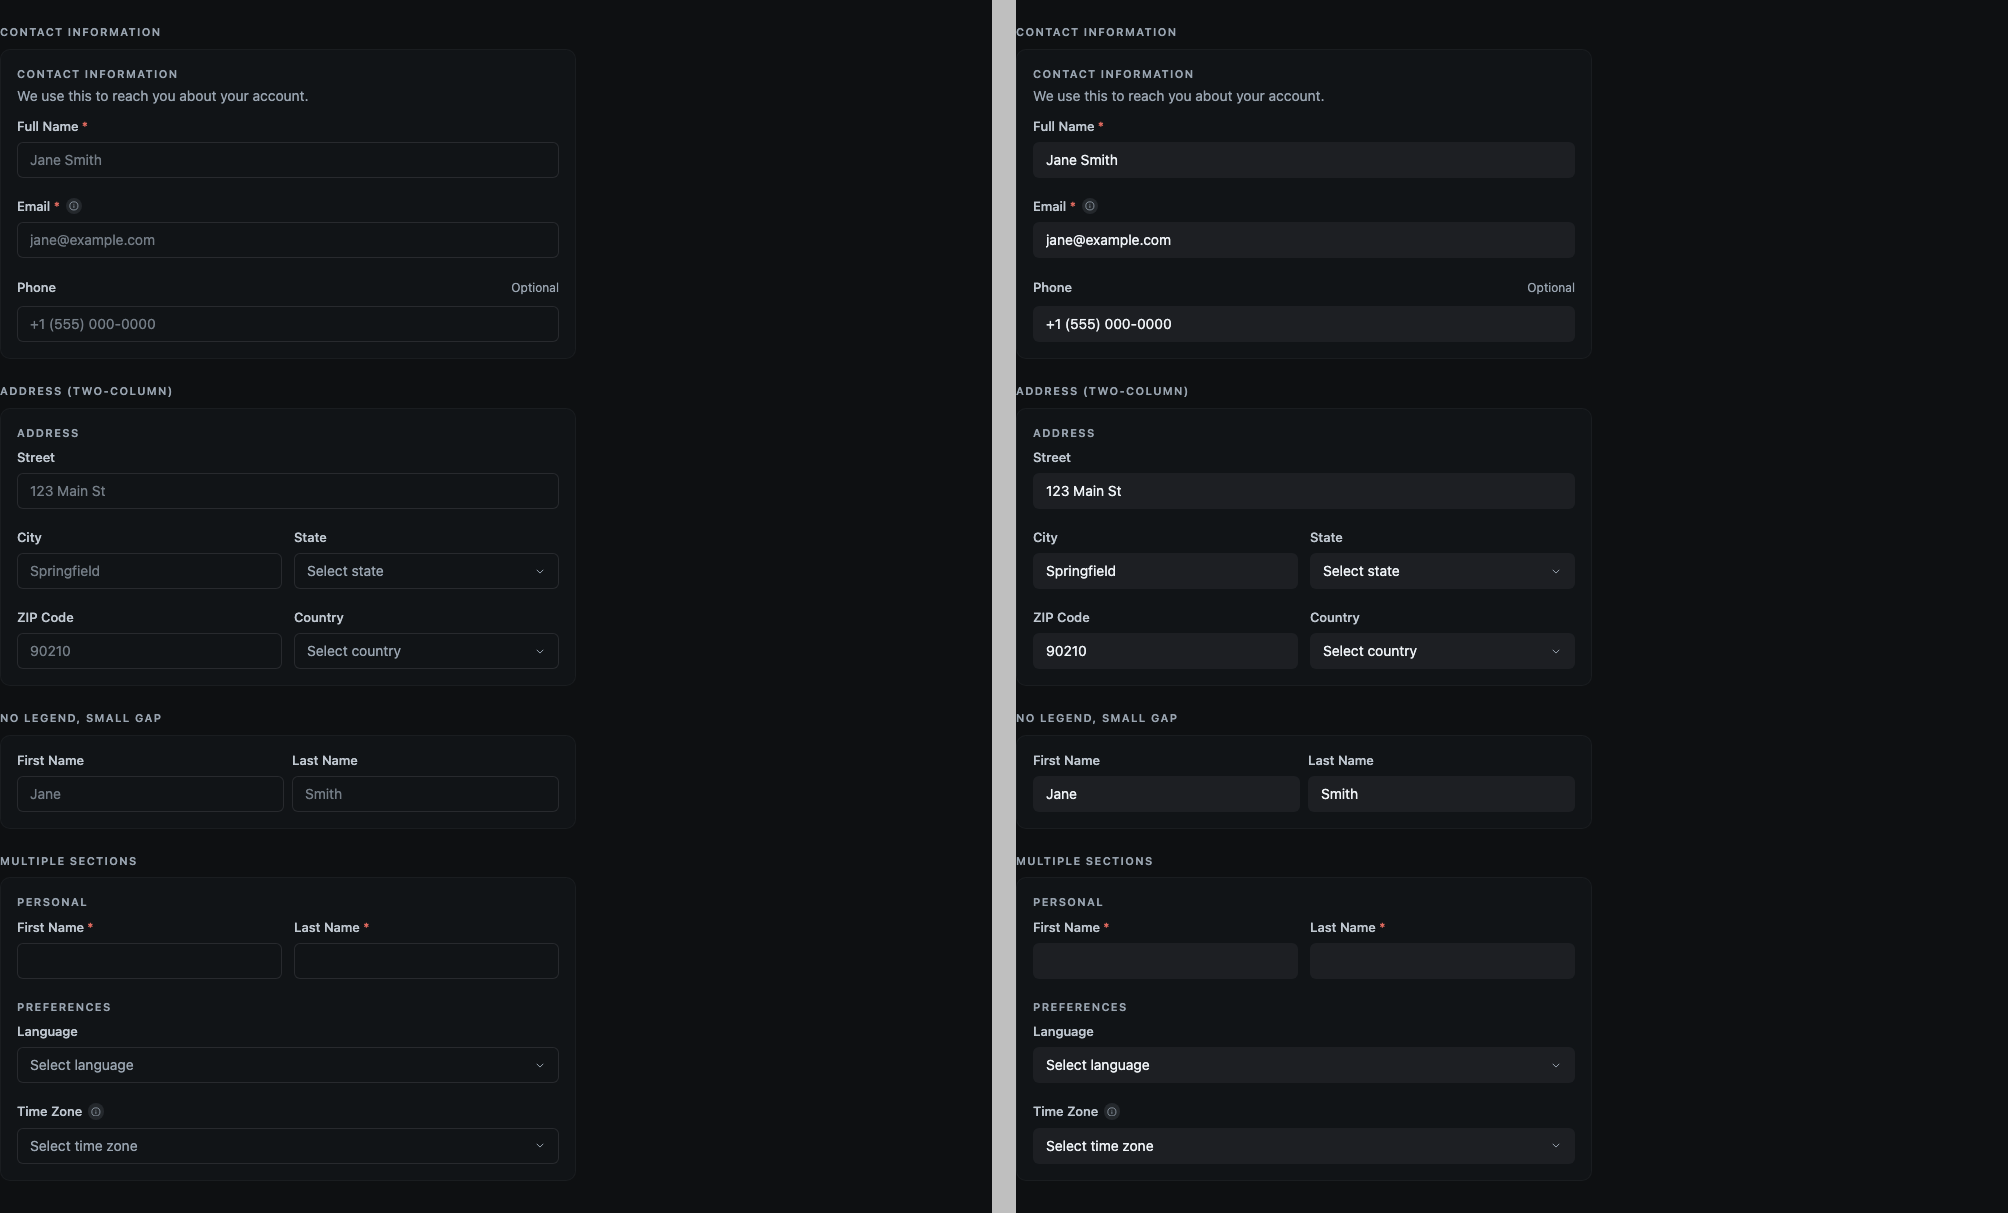 CONTACT INFORMATION
CONTACT INFORMATION
We use this to reach you about your account.
Full Name *
Jane Smith
Email *
jane@example.com
Phone Optional
+1 (555) 000-0000
ADDRESS (TWO-COLUMN)
ADDRESS
Street
123 Main St
City State
Springfield Select state
ZIP Code Country
90210 Select country
NO LEGEND, SMALL GAP
First Name Last Name
Jane Smith
MULTIPLE SECTIONS
PERSONAL
First Name * Last Name *
PREFERENCES
Language
Select language
Time Zone
Select time zone
CONTACT INFORMATION
CONTACT INFORMATION
We use this to reach you about your account.
Full Name *
Jane Smith
Email *
jane@example.com
Phone Optional
+1 (555) 000-0000
ADDRESS (TWO-COLUMN)
ADDRESS
Street
123 Main St
City State
Springfield Select state
ZIP Code Country
90210 Select country
NO LEGEND, SMALL GAP
First Name Last Name
Jane Smith
MULTIPLE SECTIONS
PERSONAL
First Name * Last Name *
PREFERENCES
Language
Select language
Time Zone
Select time zone